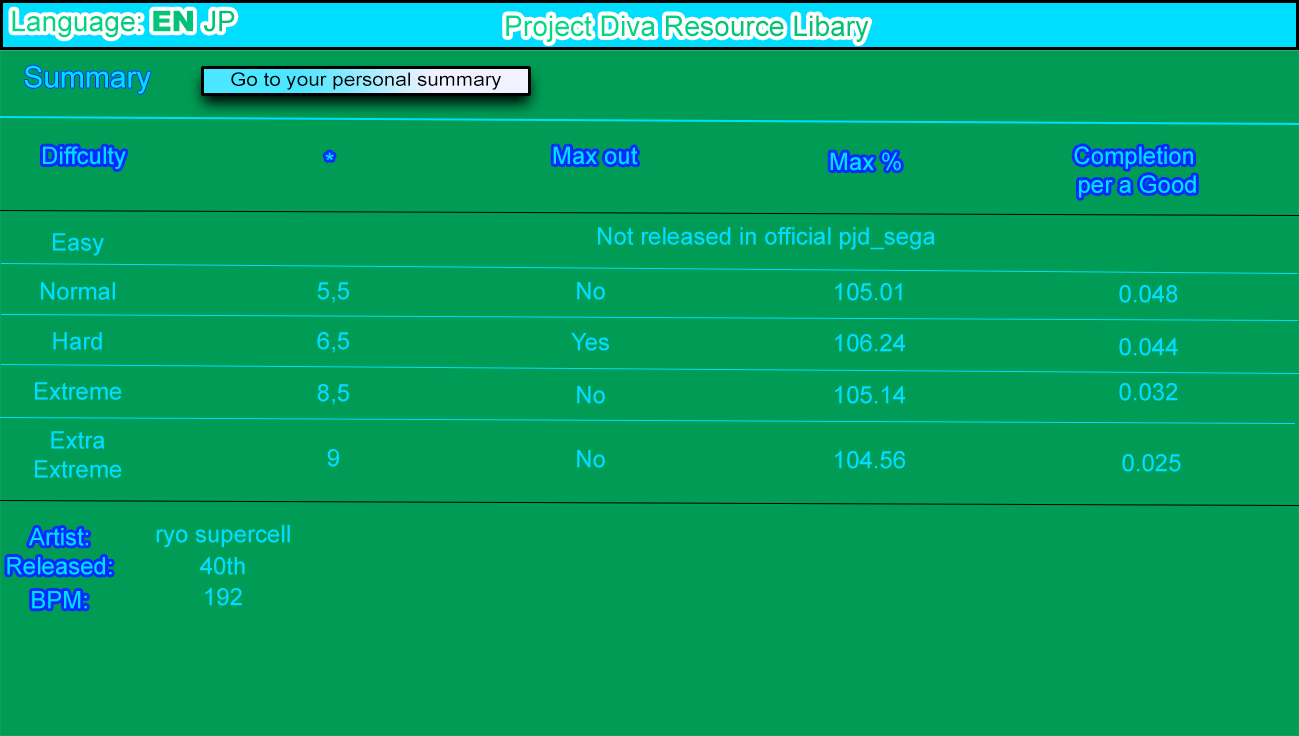 Language: EN JP
Project Diva Resource Libary
Summary
Go to your personal summary
Diffculty * Max out Max % Completion
per a Good
Easy Not released in official pjd_sega
Normal 5,5 No 105.01 0.048
Hard 6,5 Yes 106.24 0.044
Extreme 8,5 No 105.14 0.032
Extra
Extreme 9 No 104.56 0.025
Artist: ryo supercell
Released: 40th
BPM: 192